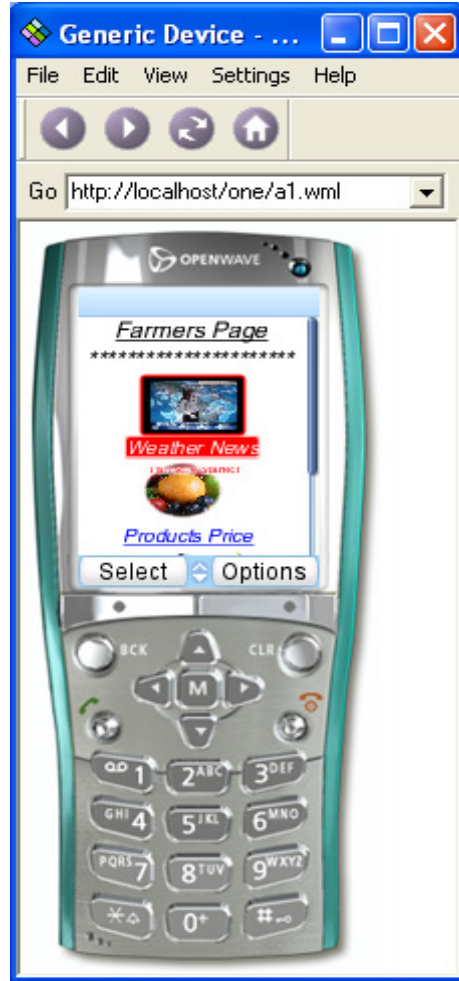 Generic Device - ...
File Edit View Settings Help
Go http://localhost/one/a1.wml
OPENWAVE
Farmers Page
**********************
Weather News
Products Price
Select Options
BCK CLR
M
1 2ABC 3DEF
GHI4 5JKL 6MNO
PQRS7 8TUV 9WXYZ
* 0+ #